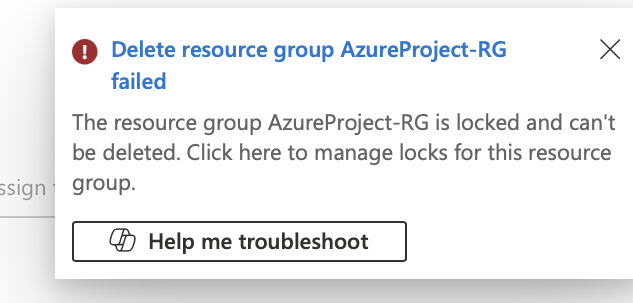 Delete resource group AzureProject-RG
failed
The resource group AzureProject-RG is locked and can't
be deleted. Click here to manage locks for this resource
group.
ssign
Help me troubleshoot